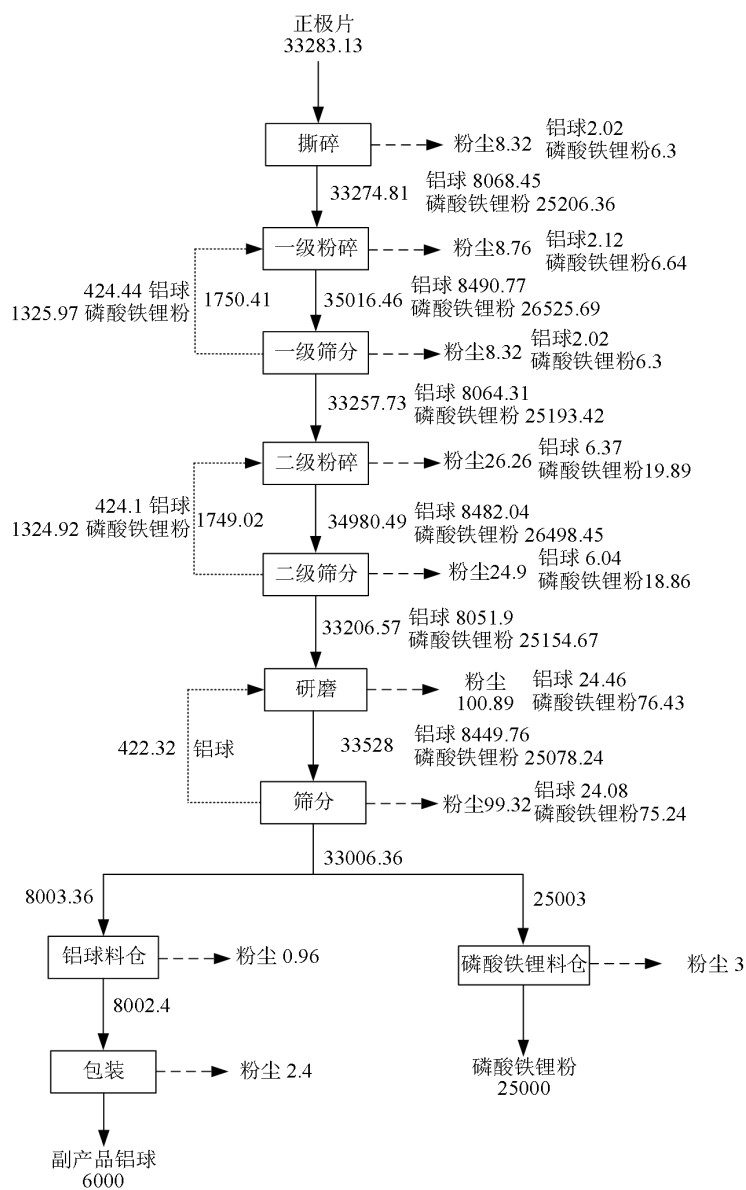 正极片
33283.13
撕碎
粉尘8.32
铝球2.02
磷酸铁锂粉6.3
33274.81
铝球 8068.45
磷酸铁锂粉 25206.36
一级粉碎
粉尘8.76
铝球2.12
磷酸铁锂粉6.64
424.44 铝球
1325.97 磷酸铁锂粉
1750.41
35016.46
铝球 8490.77
磷酸铁锂粉 26525.69
一级筛分
粉尘8.32
铝球2.02
磷酸铁锂粉6.3
33257.73
铝球 8064.31
磷酸铁锂粉 25193.42
二级粉碎
粉尘26.26
铝球 6.37
磷酸铁锂粉19.89
424.1 铝球
1324.92 磷酸铁锂粉
1749.02
34980.49
铝球 8482.04
磷酸铁锂粉 26498.45
二级筛分
粉尘24.9
铝球 6.04
磷酸铁锂粉18.86
33206.57
铝球 8051.9
磷酸铁锂粉 25154.67
研磨
粉尘
100.89
铝球 24.46
磷酸铁锂粉76.43
422.32
铝球
33528
铝球 8449.76
磷酸铁锂粉 25078.24
筛分
粉尘99.32
铝球 24.08
磷酸铁锂粉75.24
33006.36
8003.36
25003
铝球料仓
粉尘 0.96
磷酸铁锂料仓
粉尘 3
8002.4
包装
粉尘 2.4
磷酸铁锂粉
25000
副产品铝球
6000